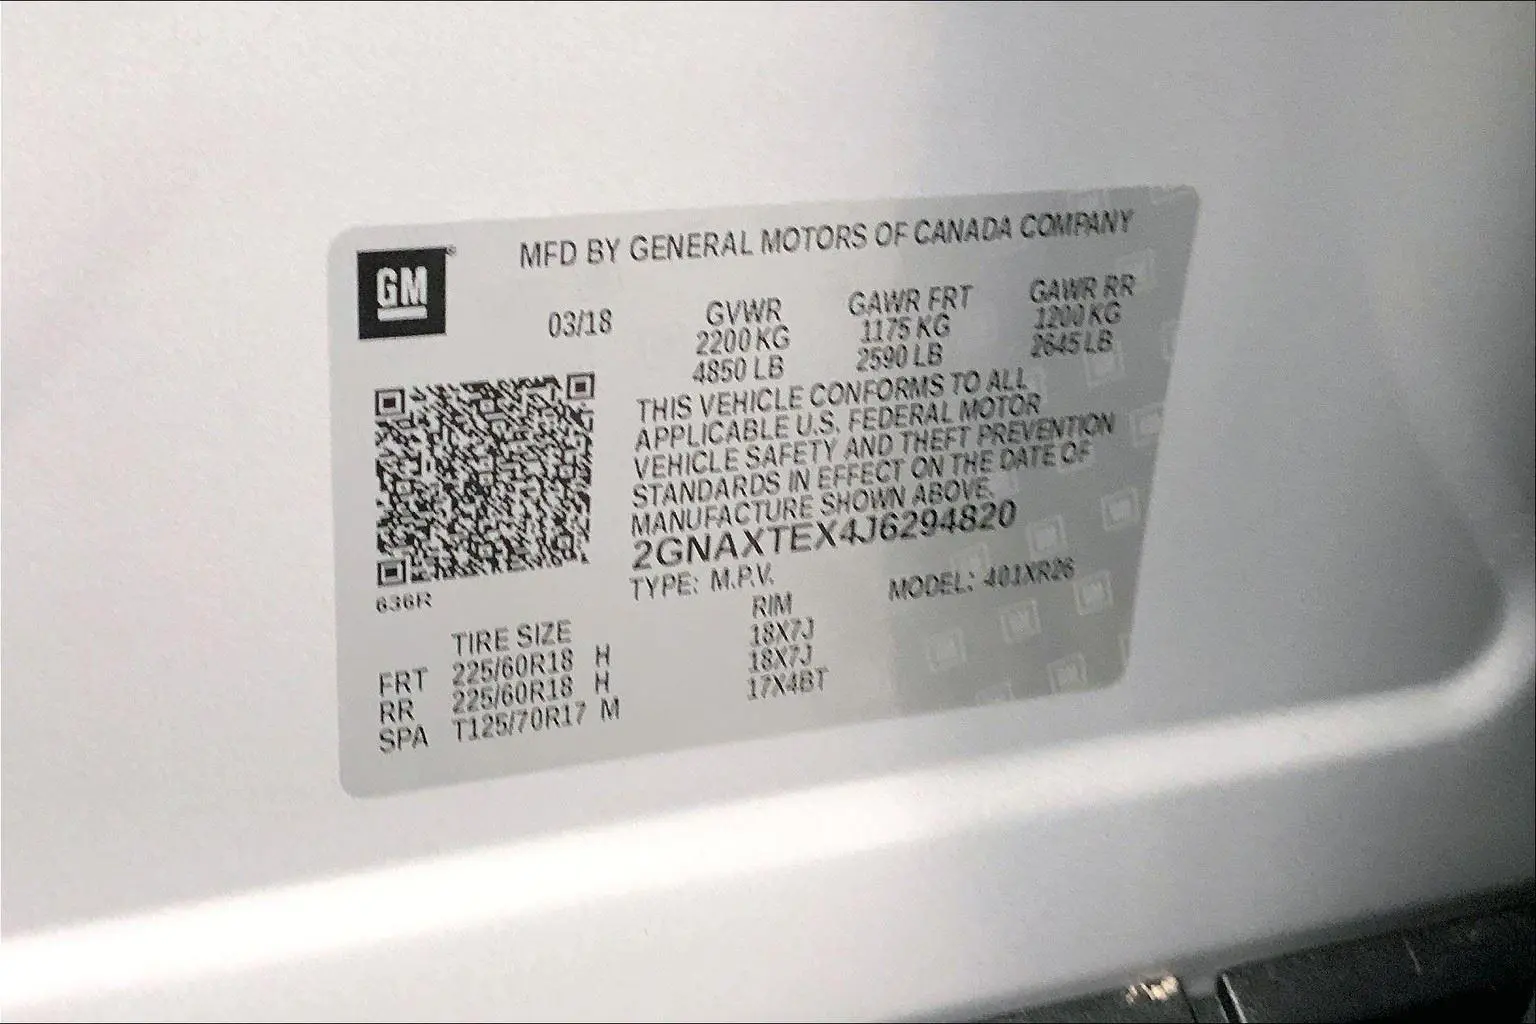 GM®
MFD BY GENERAL MOTORS OF CANADA COMPANY
03/18 GVWR GAWR FRT GAWR RR
2200 KG 1175 KG 1200 KG
4850 LB 2590 LB 2645 LB
THIS VEHICLE CONFORMS TO ALL
APPLICABLE U.S. FEDERAL MOTOR
VEHICLE SAFETY AND THEFT PREVENTION
STANDARDS IN EFFECT ON THE DATE OF
MANUFACTURE SHOWN ABOVE.
2GNAXTEX4J6294820
TYPE: M.P.V. MODEL: 401XR26
636R
TIRE SIZE RIM
FRT 225/60R18 H 18X7J
RR 225/60R18 H 18X7J
SPA T125/70R17 M 17X4BT